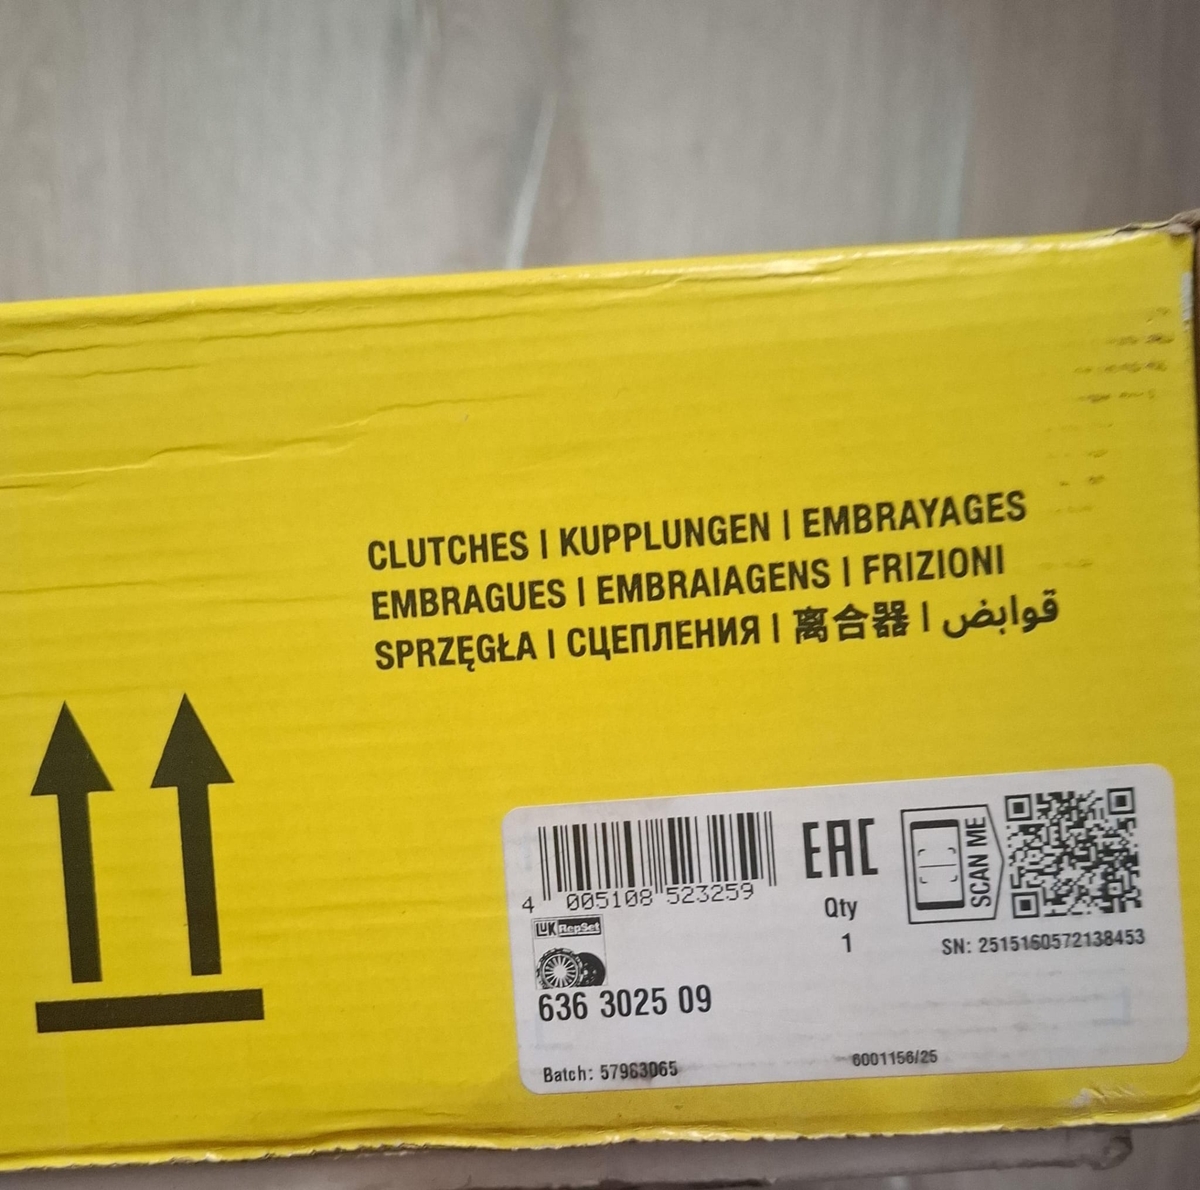 CLUTCHES | KUPPLUNGEN | EMBRAYAGES
EMBRAGUES | EMBRAIAGENS | FRIZIONI
SPRZĘGŁA | СЦЕПЛЕНИЯ | 离合器 | قوابض
4 005108 523259
EAC
Qty
1
SCAN ME
SN: 2515160572138453
LUK RepSet
636 3025 09
Batch: 57963065
6001156/25